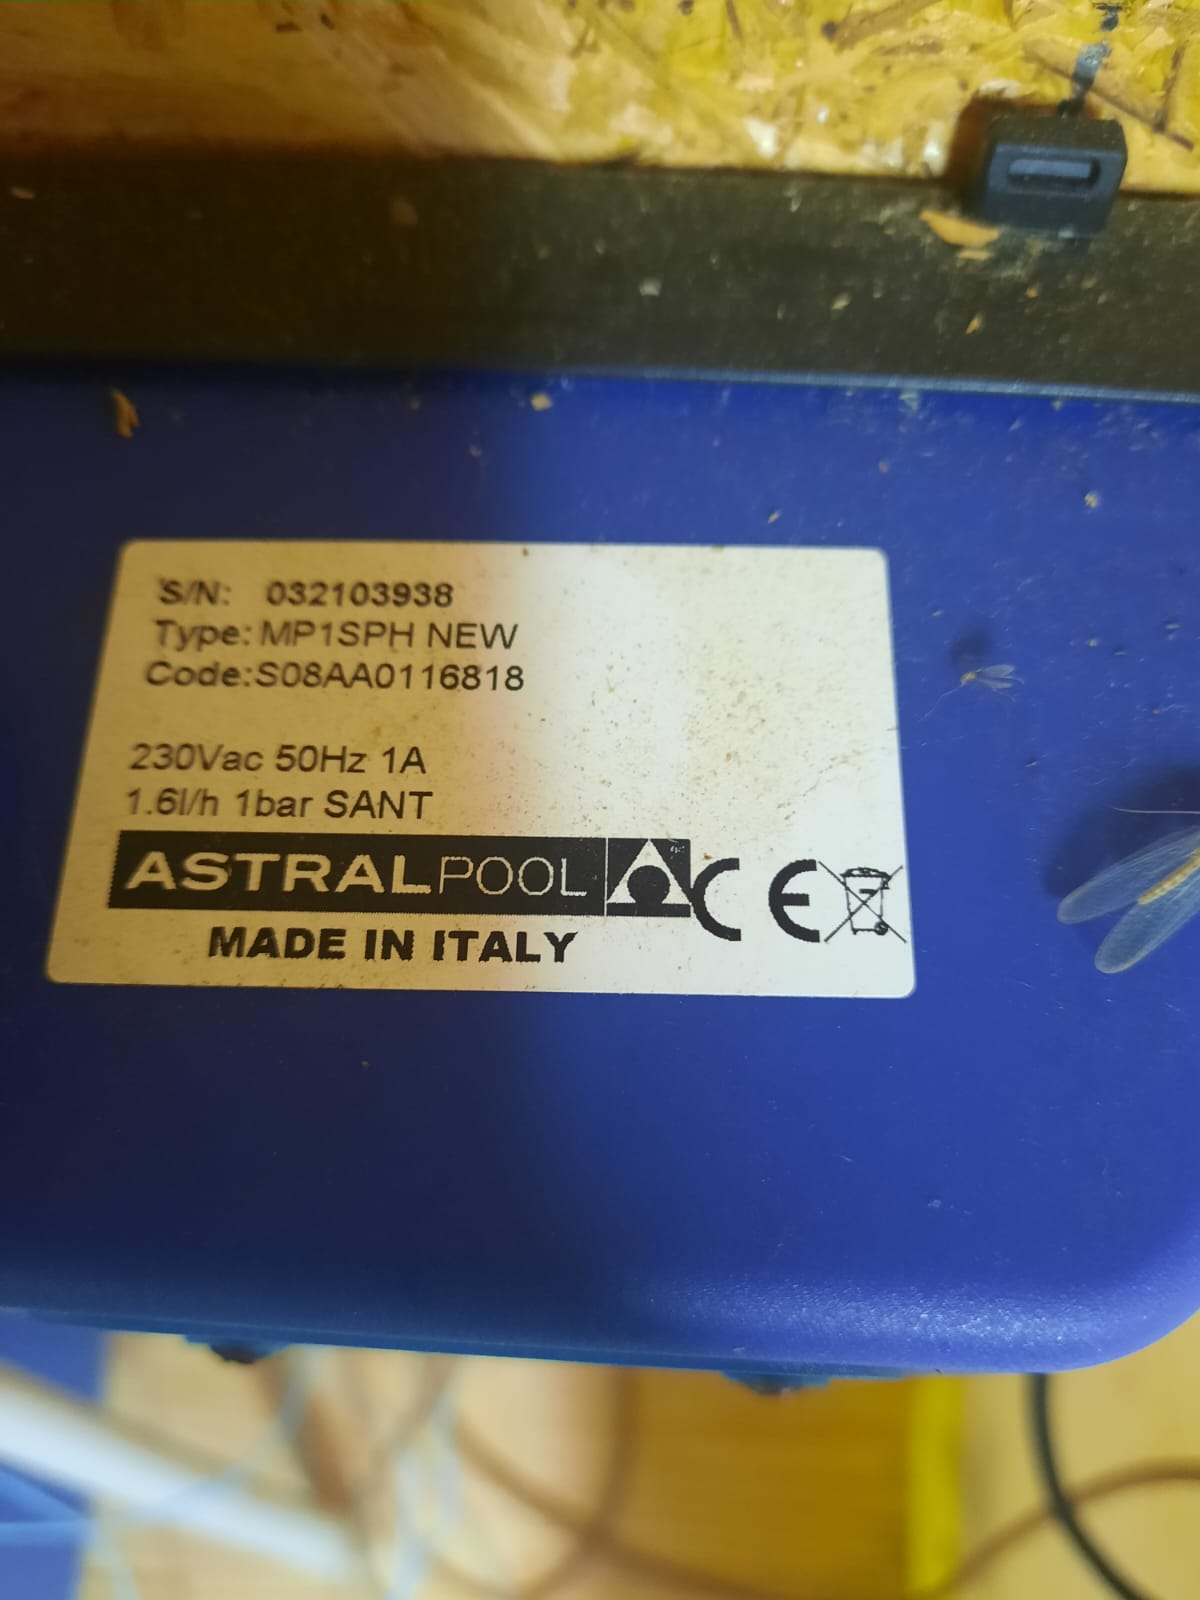 S/N: 032103938
Type: MP1SPH NEW
Code:S08AA0116818
230Vac 50Hz 1A
1.6l/h 1bar SANT
ASTRALPOOL CE
MADE IN ITALY